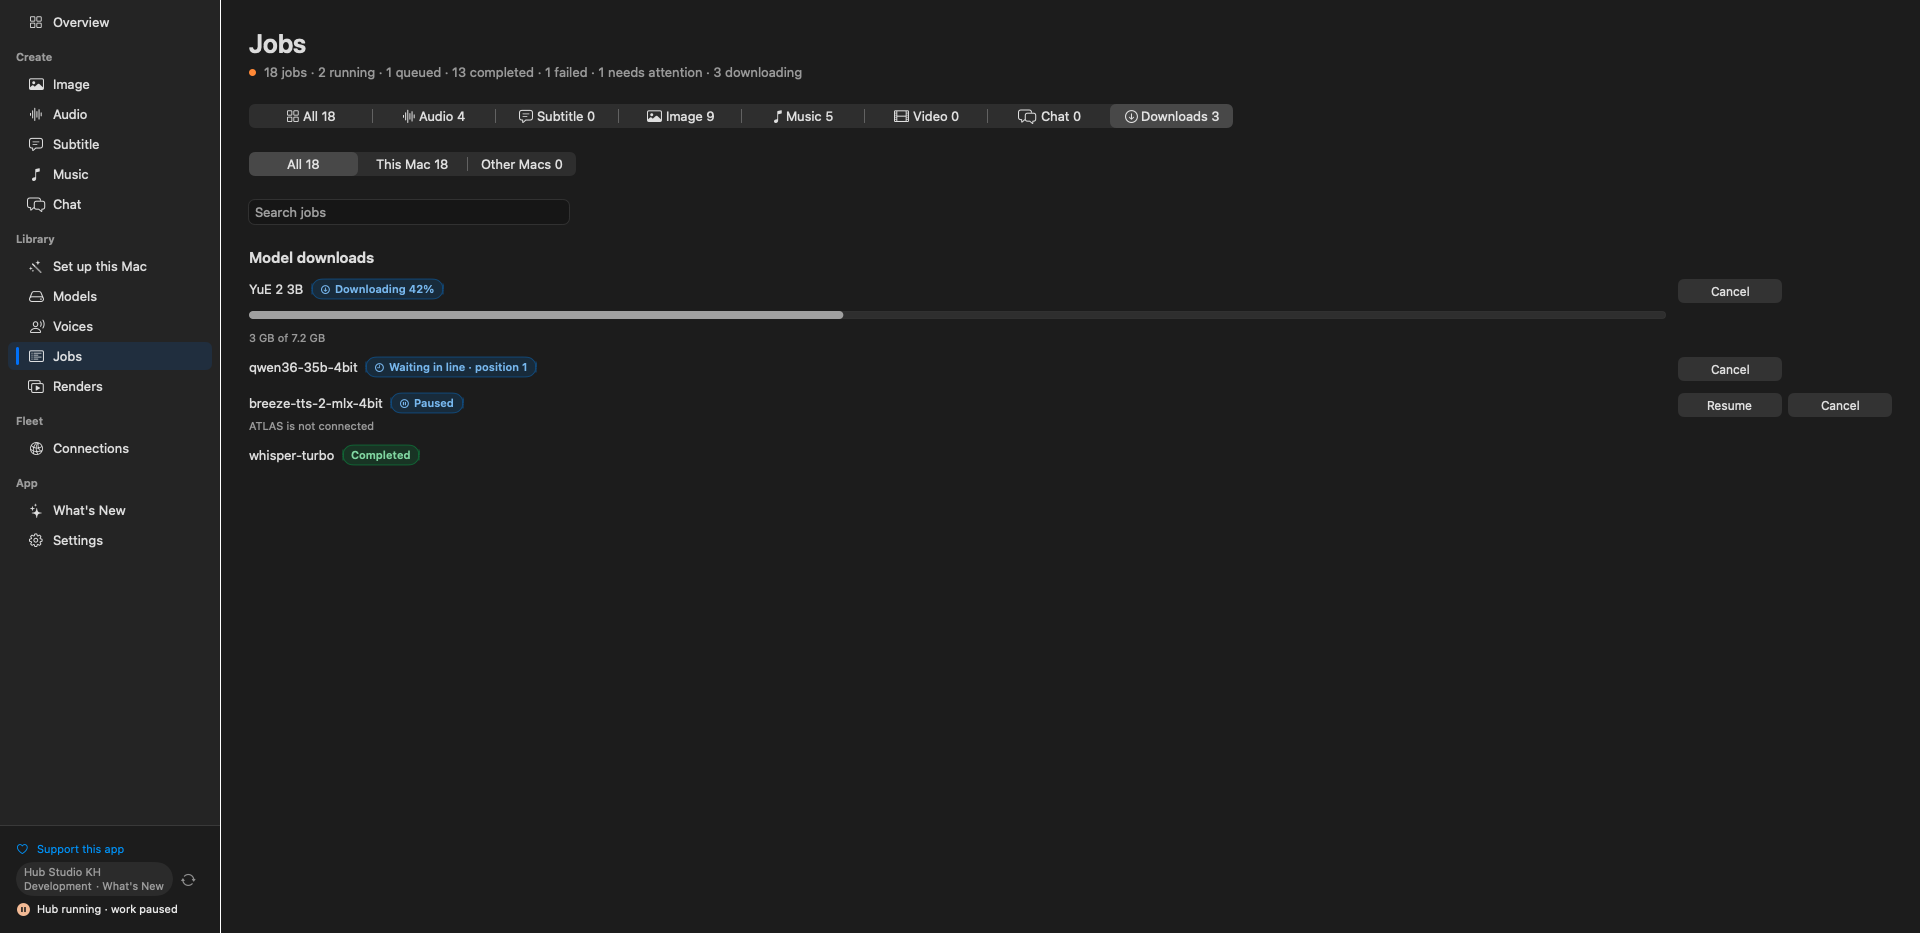 Overview
Create
Image
Audio
Subtitle
Music
Chat
Library
Set up this Mac
Models
Voices
Jobs
Renders
Fleet
Connections
App
What's New
Settings
Support this app
Hub Studio KH
Development · What's New
Hub running · work paused
Jobs
18 jobs · 2 running · 1 queued · 13 completed · 1 failed · 1 needs attention · 3 downloading
All 18 Audio 4 Subtitle 0 Image 9 Music 5 Video 0 Chat 0 Downloads 3
All 18 This Mac 18 Other Macs 0
Search jobs
Model downloads
YuE 2 3B Downloading 42% Cancel
3 GB of 7.2 GB
qwen36-35b-4bit Waiting in line · position 1 Cancel
breeze-tts-2-mlx-4bit Paused Resume Cancel
ATLAS is not connected
whisper-turbo Completed